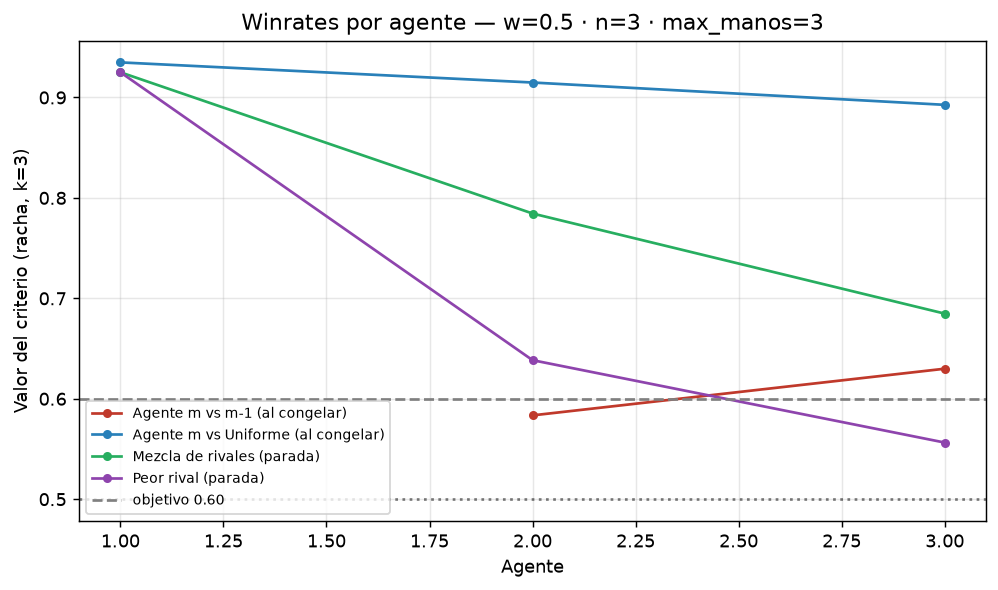 Winrates por agente — w=0.5 · n=3 · max_manos=3
Valor del criterio (racha, k=3)
0.9
0.8
0.7
0.6
0.5
Agente m vs m-1 (al congelar)
Agente m vs Uniforme (al congelar)
Mezcla de rivales (parada)
Peor rival (parada)
objetivo 0.60
1.00 1.25 1.50 1.75 2.00 2.25 2.50 2.75 3.00
Agente